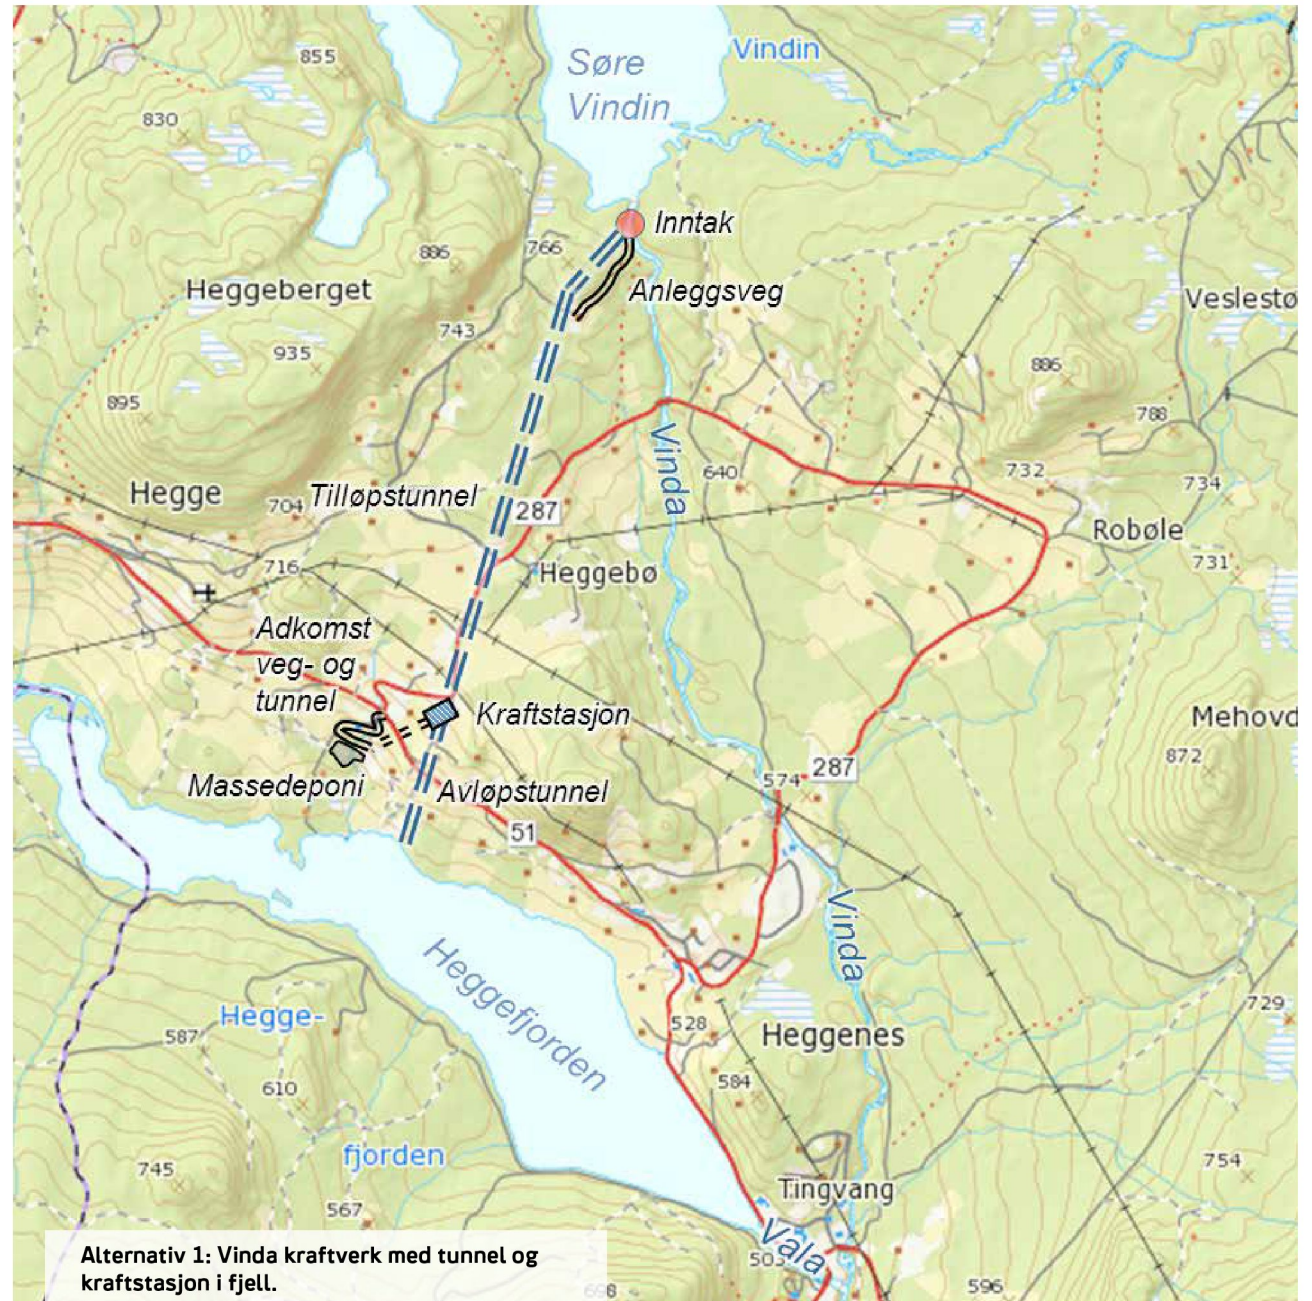 855
Søre
Vindin
Vindin
830
Inntak
886
766
Heggeberget
Anleggsveg
Veslestø
743
935
886
895
788
Vinda
640
732
Hegge
Tilløpstunnel
704
734
287
Robøle
716
Heggebø
731
Adkomst
veg- og
tunnel
Kraftstasjon
Mehovd
872
Massedeponi
Avløpstunnel
574
287
51
Vinda
Heggefjorden
729
Hegge-
528
587
Heggenes
584
610
fjorden
745
754
Tingvang
567
Vala
503
596
698
Alternativ 1: Vinda kraftverk med tunnel og
kraftstasjon i fjell.